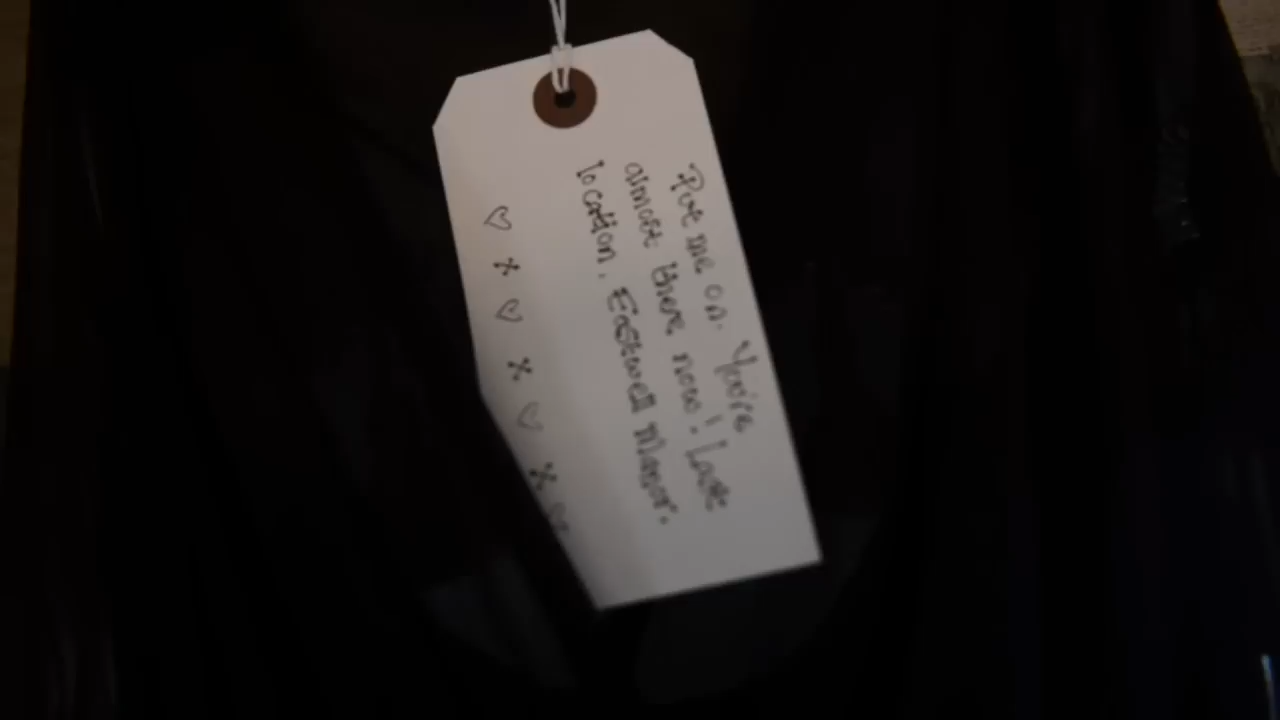 Put me on. You're
almost there now! Last
location. Eastwell Manor.
♡ x ♡ x ♡ x ♡